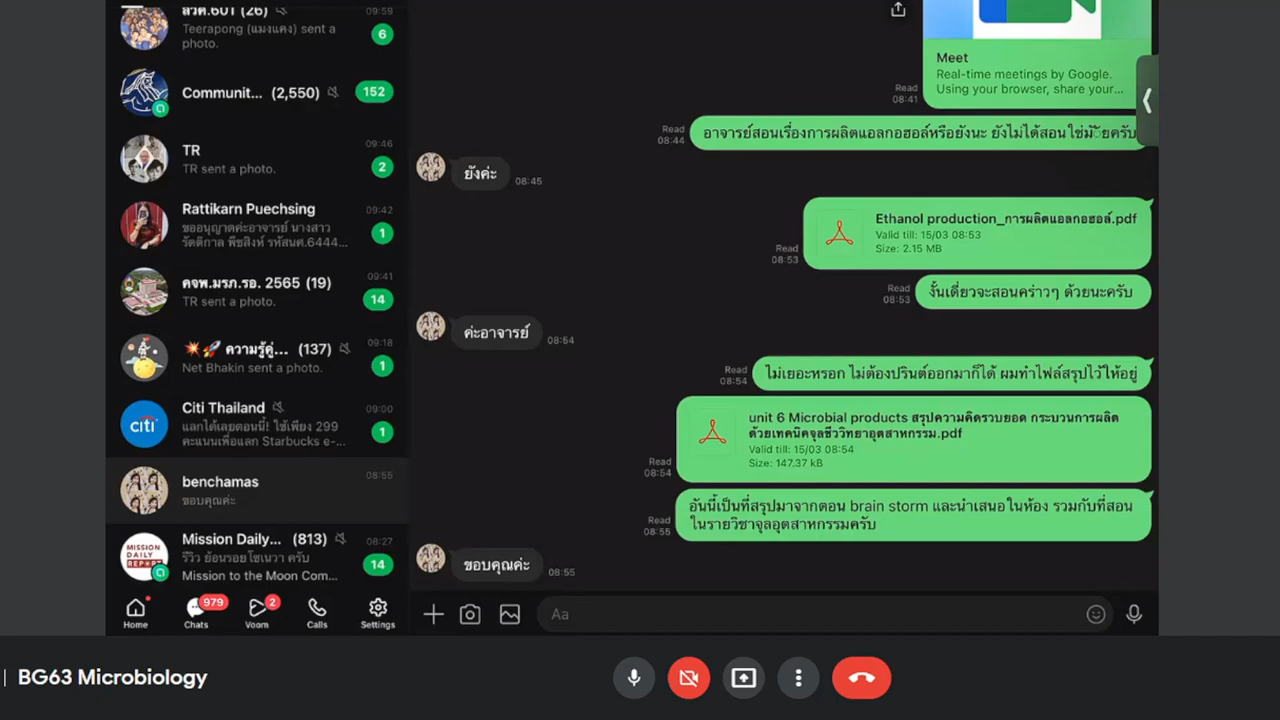 สวค.601 (26)
09:59
Teerapong (แมงแคง) sent a
photo.
6
Communit... (2,550)
152
TR
09:46
TR sent a photo.
2
Rattikarn Puechsing
09:42
ขออนุญาตค่ะอาจารย์ นางสาว
รัตติกาล พืชสิงห์ รหัสนศ.6444...
1
คจพ.มรภ.รอ. 2565 (19)
09:41
TR sent a photo.
14
ความรู้คู่... (137)
09:18
Net Bhakin sent a photo.
1
Citi Thailand
09:00
แลกได้เลยตอนนี้! ใช้เพียง 299
คะแนนเพื่อแลก Starbucks e-...
1
citi
benchamas
08:55
ขอบคุณค่ะ
Mission Daily... (813)
08:27
รีวิว ย้อนรอยโชเนวา ครับ
Mission to the Moon Com...
14
MISSION
DAILY
REPORT
Home
Chats
979
Voom
2
Calls
Settings
Meet
Real-time meetings by Google.
Using your browser, share your...
Read
08:41
อาจารย์สอนเรื่องการผลิตแอลกอฮอล์หรือยังนะ ยังไม่ได้สอนใช่มััยครับ
Read
08:44
ยังค่ะ
08:45
Ethanol production_การผลิตแอลกอฮอล์.pdf
Valid till: 15/03 08:53
Size: 2.15 MB
Read
08:53
งั้นเดี่ยวจะสอนคร่าวๆ ด้วยนะครับ
Read
08:53
ค่ะอาจารย์
08:54
ไม่เยอะหรอก ไม่ต้องปรินต์ออกมาก็ได้ ผมทำไฟล์สรุปไว้ให้อยู่
Read
08:54
unit 6 Microbial products สรุปความคิดรวบยอด กระบวนการผลิต
ด้วยเทคนิคจุลชีววิทยาอุตสาหกรรม.pdf
Valid till: 15/03 08:54
Size: 147.37 kB
Read
08:54
อันนี้เป็นที่สรุปมาจากตอน brain storm และนำเสนอในห้อง รวมกับที่สอน
ในรายวิชาจุลอุตสาหกรรมครับ
Read
08:55
ขอบคุณค่ะ
08:55
Aa
BG63 Microbiology